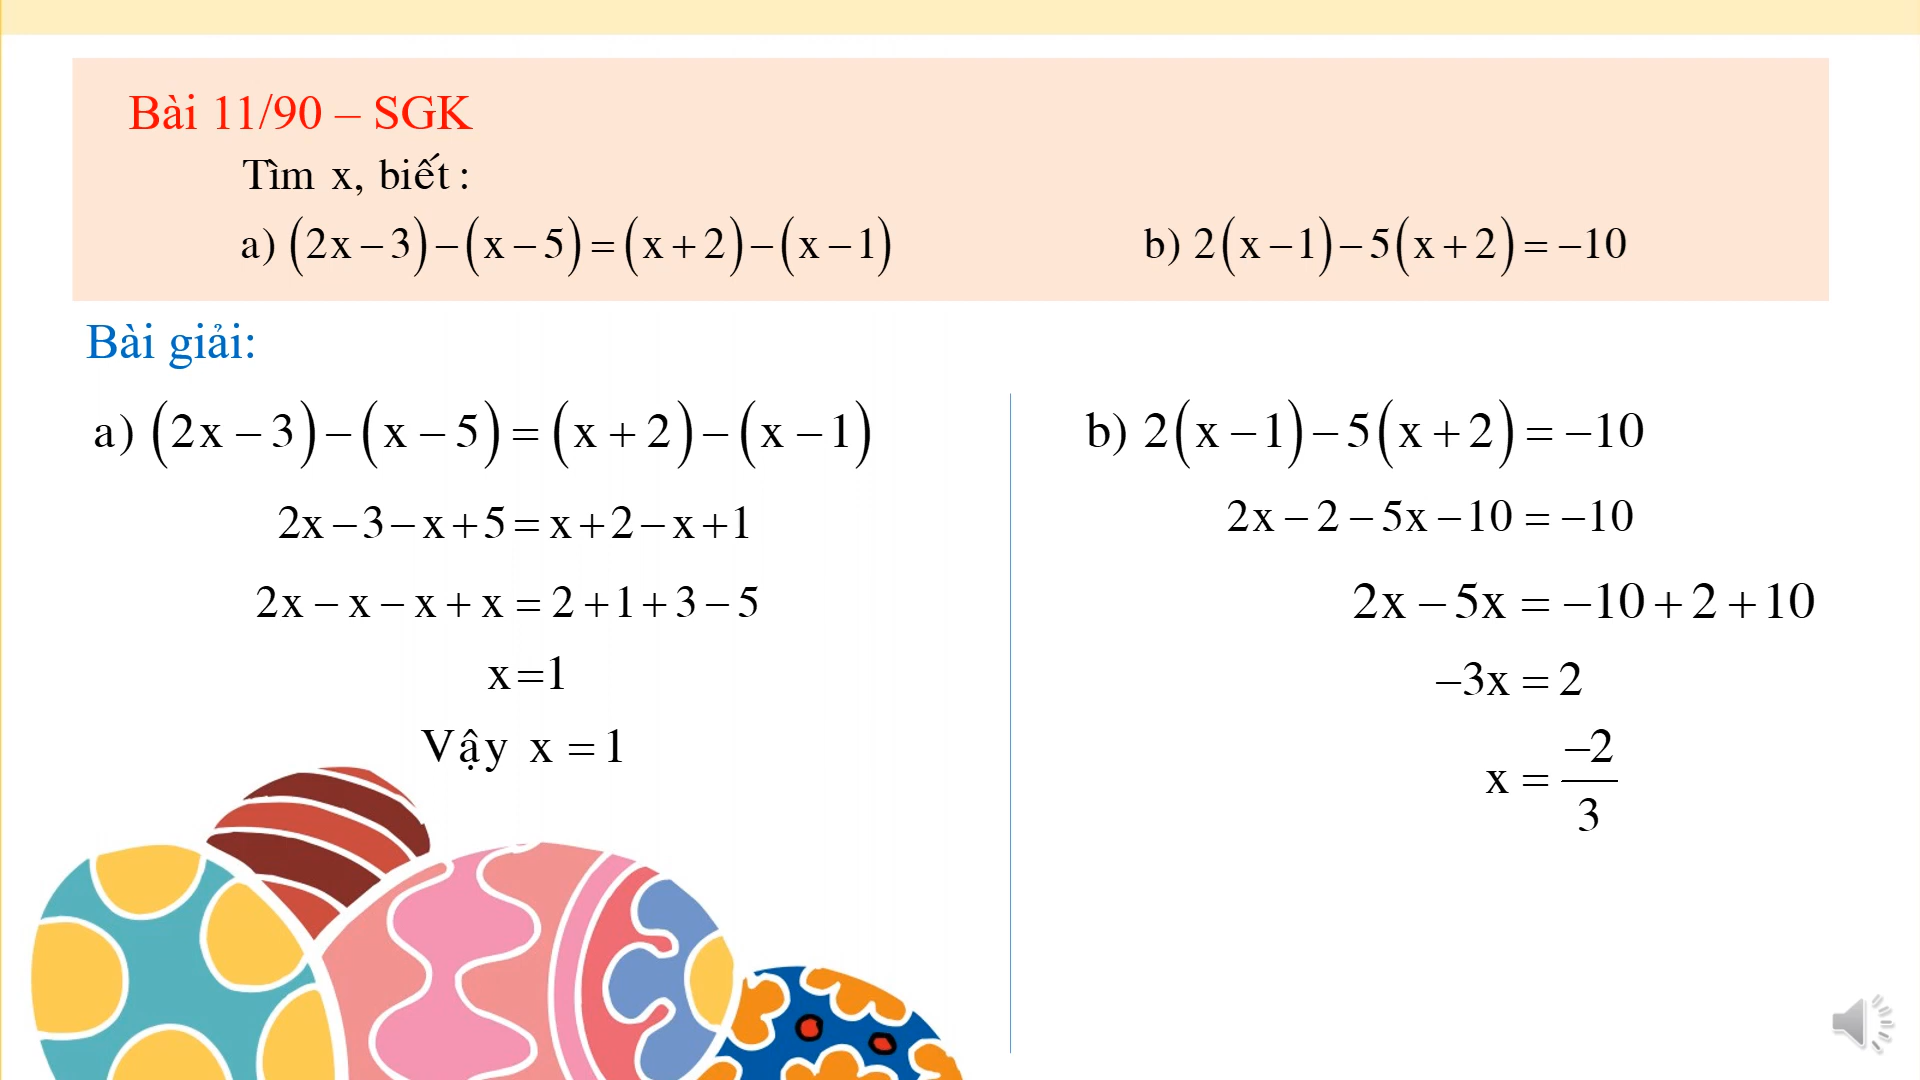 Bài 11/90 – SGK
Tìm x, biết :
a) (2x − 3) − (x − 5) = (x + 2) − (x − 1)
b) 2(x − 1) − 5(x + 2) = −10
Bài giải:
a) (2x − 3) − (x − 5) = (x + 2) − (x − 1)
2x − 3 − x + 5 = x + 2 − x + 1
2x − x − x + x = 2 + 1 + 3 − 5
x = 1
Vậy x = 1
b) 2(x − 1) − 5(x + 2) = −10
2x − 2 − 5x − 10 = −10
2x − 5x = −10 + 2 + 10
−3x = 2
x = −2/3